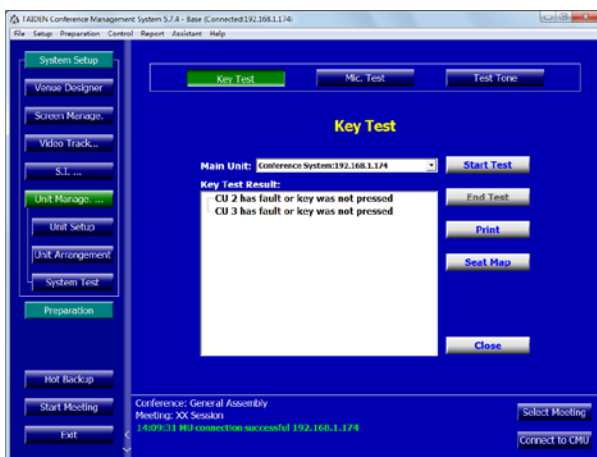 TAIDEN Conference Management System 5.7.4 - Base (Connected:192.168.1.174)
File Setup Preparation Control Report Assistant Help
System Setup
Venue Designer
Screen Manage.
Video Track...
S.I. ...
Unit Manage. ...
Unit Setup
Unit Arrangement
System Test
Preparation
Hot Backup
Start Meeting
Exit
Key Test
Mic. Test
Test Tone
Key Test
Main Unit: Conference System:192.168.1.174
Key Test Result:
CU 2 has fault or key was not pressed
CU 3 has fault or key was not pressed
Start Test
End Test
Print
Seat Map
Close
Conference: General Assembly
Meeting: XX Session
14:09:31 MU connection successful 192.168.1.174
Select Meeting
Connect to CMU